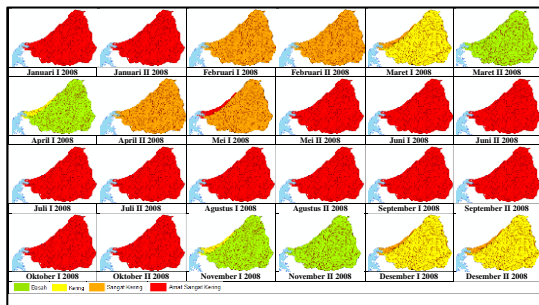 Januari I 2008 Januari II 2008 Februari I 2008 Februari II 2008 Maret I 2008 Maret II 2008
April I 2008 April II 2008 Mei I 2008 Mei II 2008 Juni I 2008 Juni II 2008
Juli I 2008 Juli II 2008 Agustus I 2008 Agustus II 2008 September I 2008 September II 2008
Oktober I 2008 Oktober II 2008 November I 2008 November II 2008 Desember I 2008 Desember II 2008
Basah Kering Sangat Kering Amat Sangat Kering